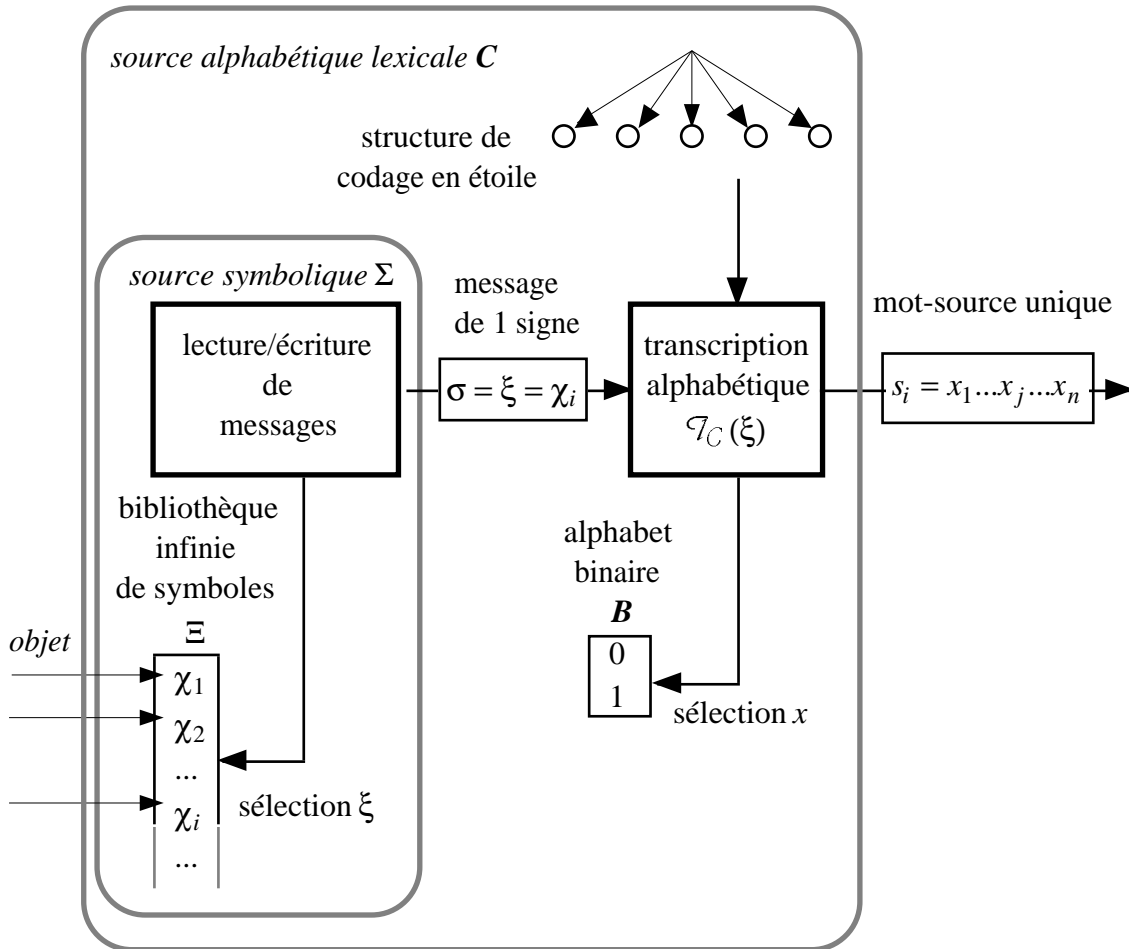 source alphabétique lexicale C
structure de
codage en étoile
source symbolique Σ
lecture/écriture
de
messages
message
de 1 signe
σ = ξ = χi
transcription
alphabétique
𝒯C (ξ)
mot-source unique
si = x1...xj...xn
bibliothèque
infinie
de symboles
Ξ
objet
χ1
χ2
...
χi
...
sélection ξ
alphabet
binaire
B
0
1
sélection x